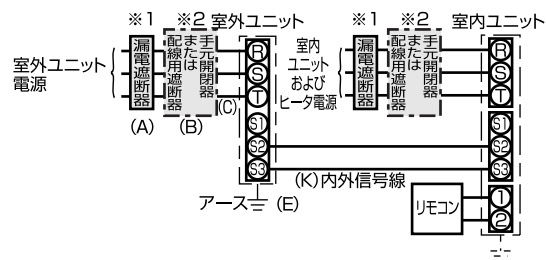 ※1
※2
室外ユニット
室外ユニット
電源
漏電遮断器
手元開閉器
または
配線用遮断器
(A)
(B)
(C)
R
S
T
S1
S2
S3
アース
(E)
※1
※2
室内ユニット
室内
ユニット
および
ヒータ電源
漏電遮断器
手元開閉器
または
配線用遮断器
R
S
T
S1
S2
S3
(K)内外信号線
リモコン
1
2